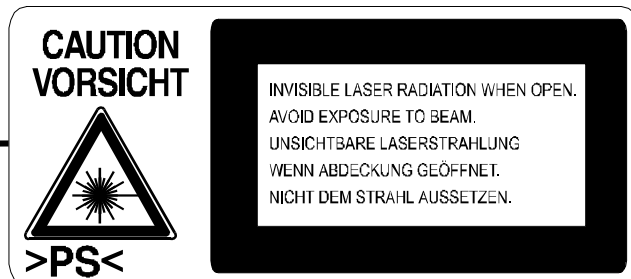 CAUTION
VORSICHT
>PS<
INVISIBLE LASER RADIATION WHEN OPEN.
AVOID EXPOSURE TO BEAM.
UNSICHTBARE LASERSTRAHLUNG
WENN ABDECKUNG GEÖFFNET.
NICHT DEM STRAHL AUSSETZEN.